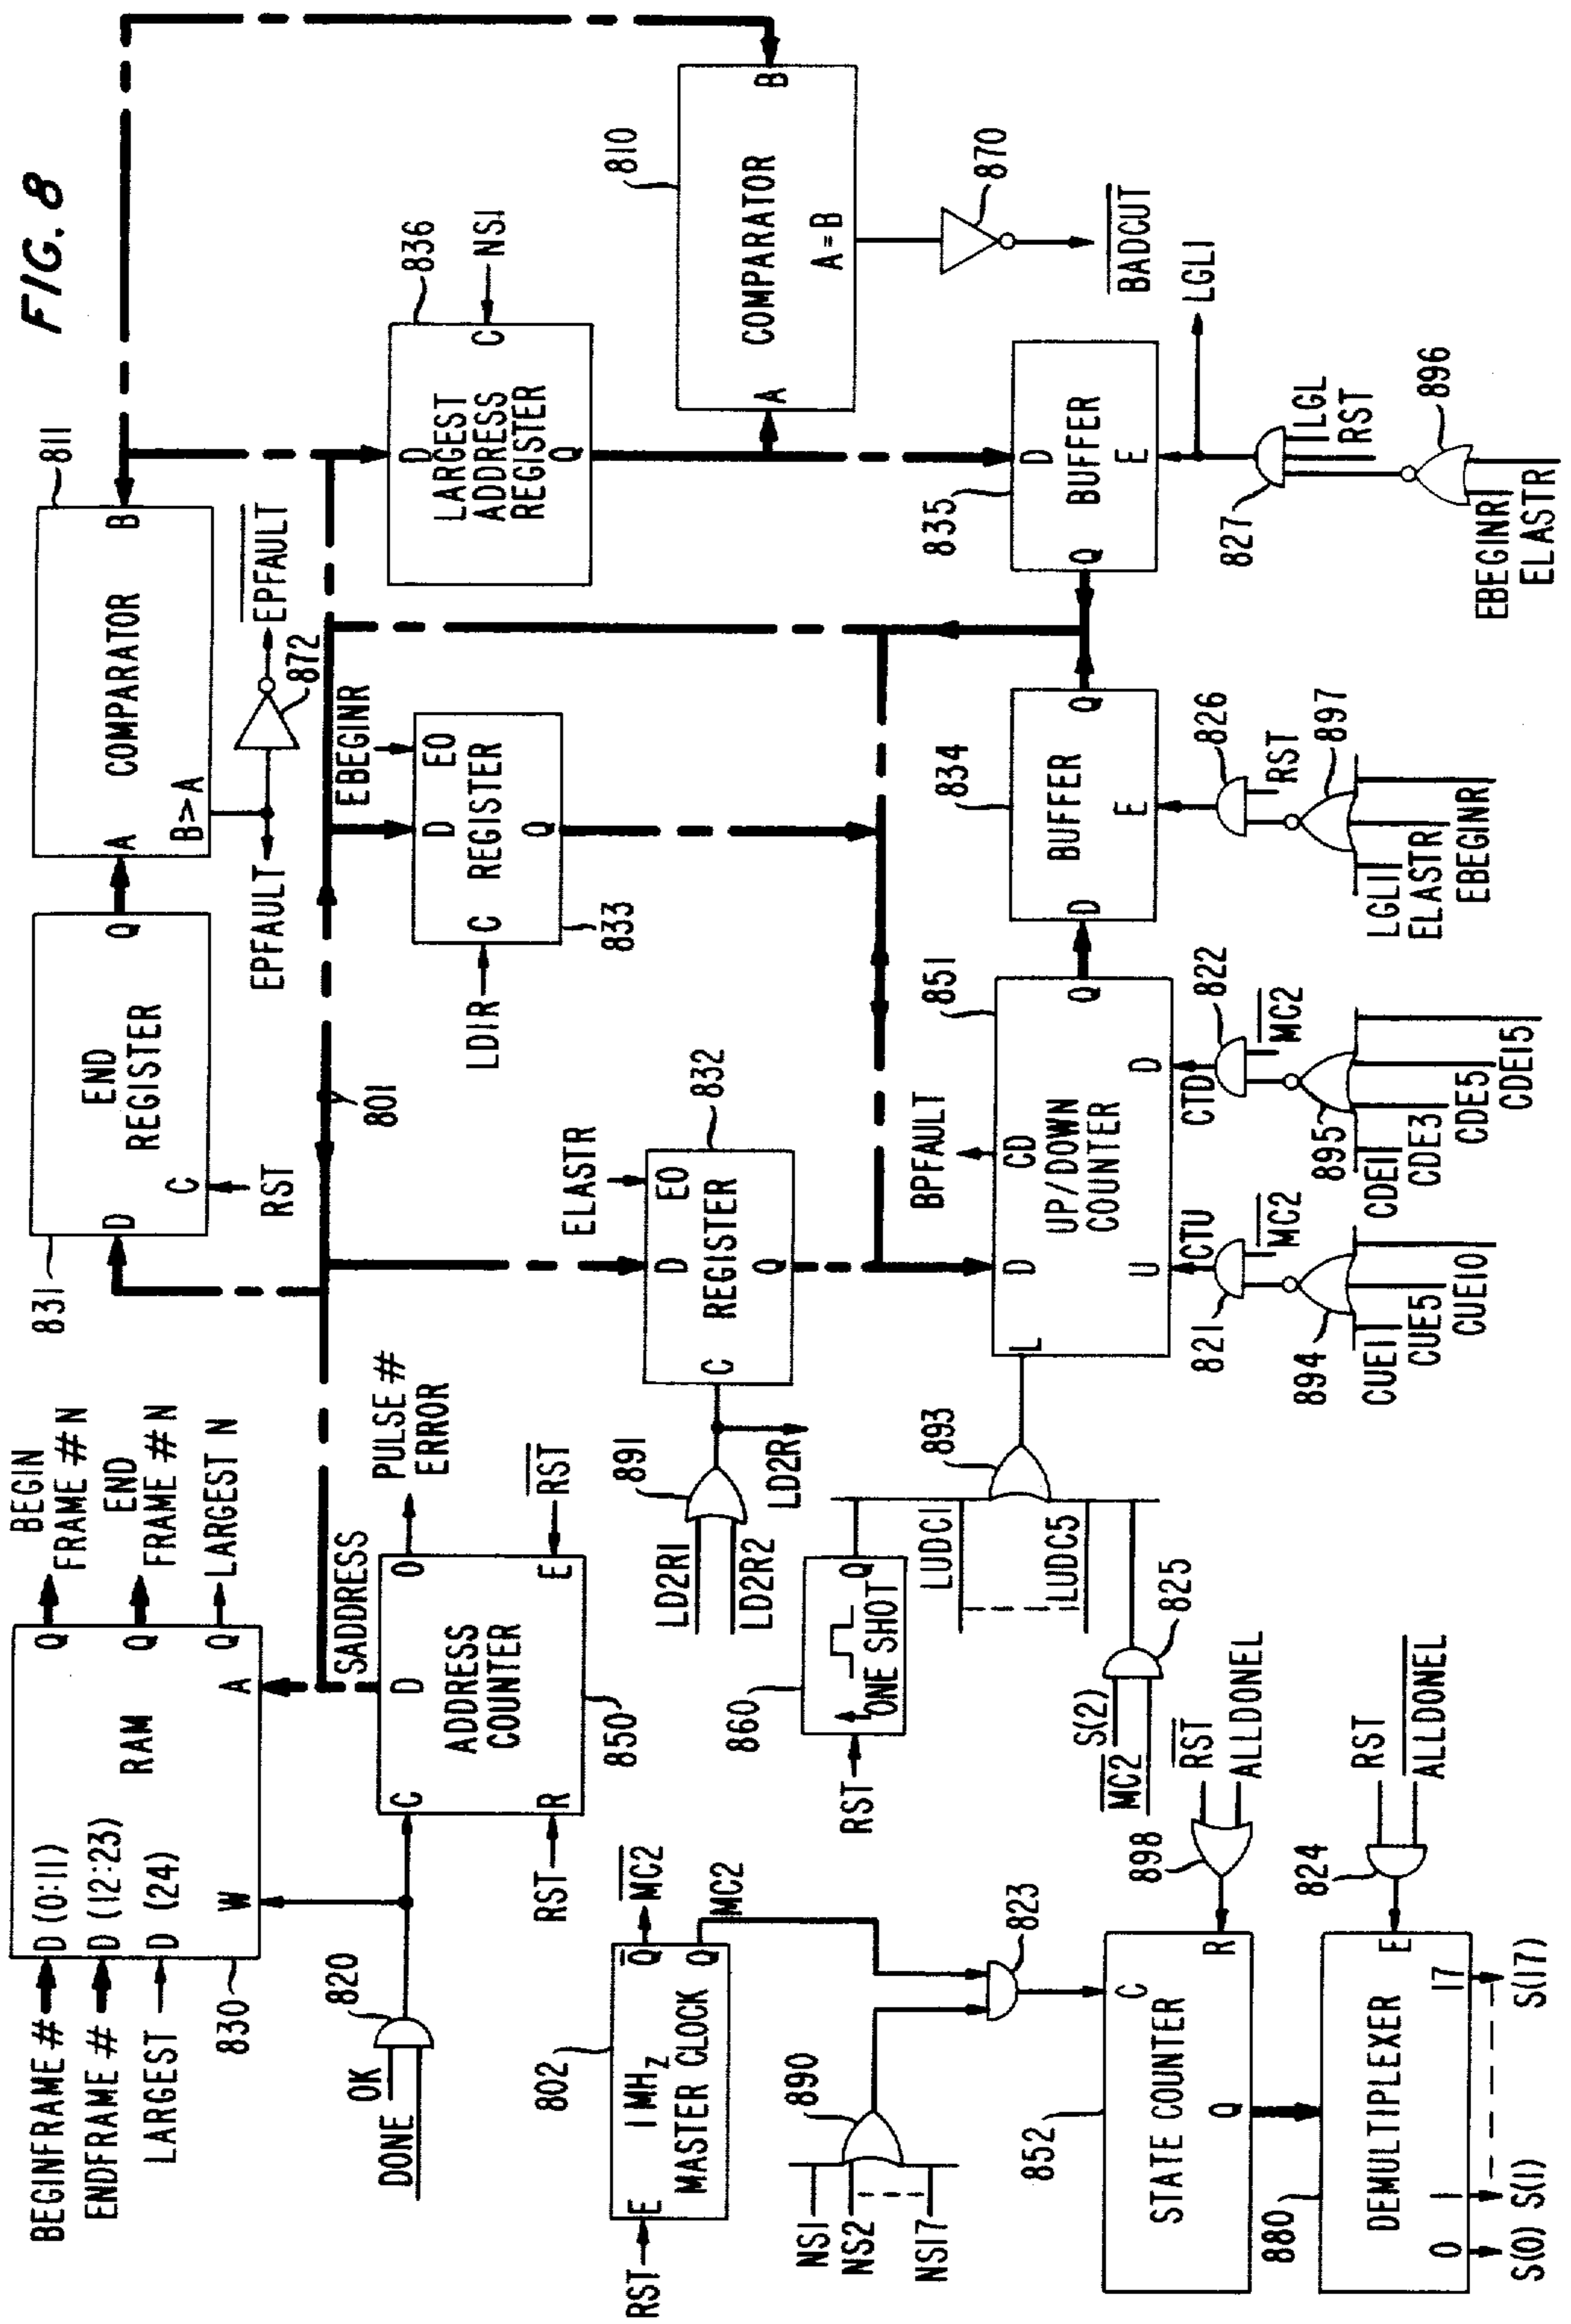 FIG. 8
BEGINFRAME #
ENDFRAME #
LARGEST
D (0:11)
D (12:23)
D (24)
W
RAM
Q
Q
Q
A
830
BEGIN
FRAME # N
END
FRAME # N
LARGEST N
OK
DONE
820
SADDRESS
C
D
O
ADDRESS
COUNTER
R
E
850
RST
RST
PULSE #
ERROR
831
D
END
REGISTER
Q
C
RST
811
A
COMPARATOR
B
B > A
EPFAULT
EPFAULT
872
801
EBEGINR
LDIR
C
D
EO
REGISTER
Q
833
836
D
LARGEST
ADDRESS
REGISTER
Q
C
NSI
810
A
COMPARATOR
B
A = B
870
BADCUT
ELASTR
832
D
EO
C
REGISTER
Q
891
LD2R1
LD2R2
LD2R
RST
802
E
1 MHz
MASTER CLOCK
Q
Q
MC2
MC2
RST
860
ONE SHOT
Q
LUDC1
LUDC5
893
S(2)
MC2
825
BPFAULT
851
L
D
CD
UP/DOWN
COUNTER
Q
U
D
CTU
MC2
821
894
CUE1
CUE5
CUE10
CTD
MC2
822
895
CDE1
CDE3
CDE5
CDE15
834
D
BUFFER
Q
E
826
RST
897
LGL1
ELASTR
EBEGINR
835
D
BUFFER
Q
E
LGL1
827
LGL
RST
896
EBEGINR
ELASTR
NS1
NS2
NS17
890
823
852
STATE COUNTER
C
R
Q
898
RST
ALLDONEL
880
DEMULTIPLEXER
E
0
1
17
824
RST
ALLDONEL
S(0)
S(1)
S(17)